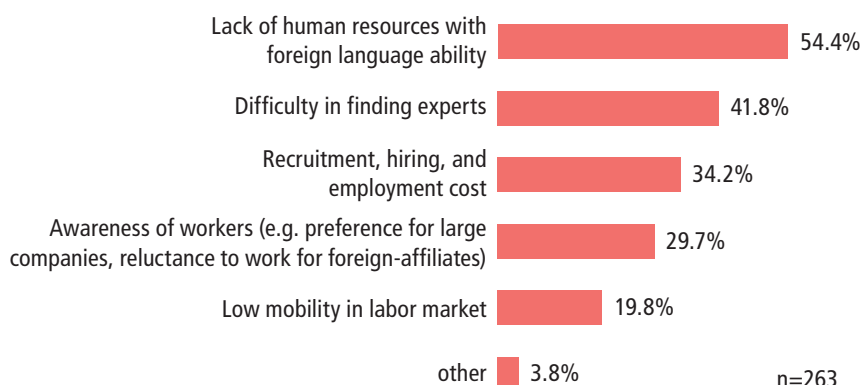 Lack of human resources with
foreign language ability
54.4%
Difficulty in finding experts
41.8%
Recruitment, hiring, and
employment cost
34.2%
Awareness of workers (e.g. preference for large
companies, reluctance to work for foreign-affiliates)
29.7%
Low mobility in labor market
19.8%
other
3.8%
n=263